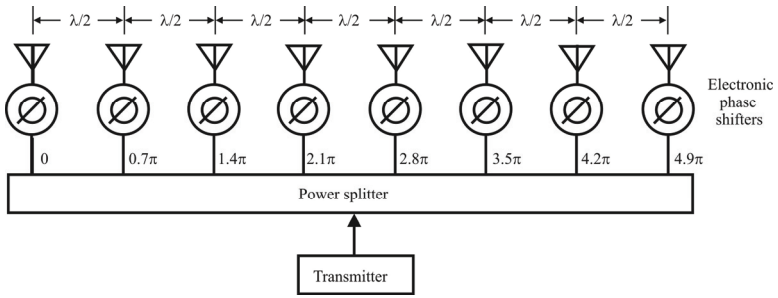 λ/2 λ/2 λ/2 λ/2 λ/2 λ/2 λ/2
Electronic
phasc
shifters
0 0.7π 1.4π 2.1π 2.8π 3.5π 4.2π 4.9π
Power splitter
Transmitter